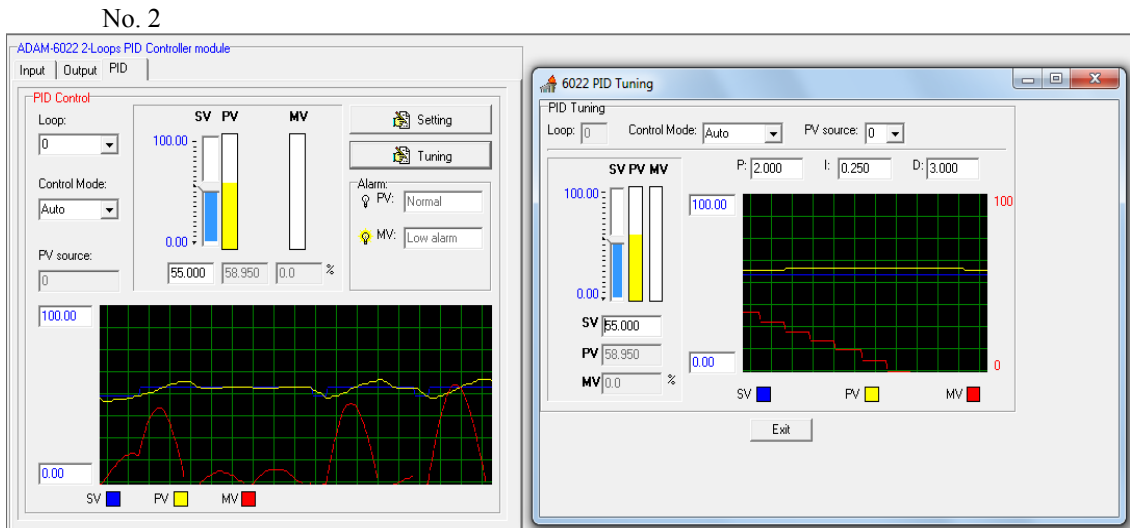 No. 2
ADAM-6022 2-Loops PID Controller module
Input Output PID
PID Control
Loop:
0
Control Mode:
Auto
PV source:
0
SV PV MV
100.00
0.00
55.000 58.950 0.0 %
Setting
Tuning
Alarm:
PV: Normal
MV: Low alarm
100.00
0.00
SV PV MV
6022 PID Tuning
PID Tuning
Loop: 0 Control Mode: Auto PV source: 0
SV PV MV
100.00
0.00
SV 55.000
PV 58.950
MV 0.0 %
P: 2.000 I: 0.250 D: 3.000
100.00 100
0.00 0
SV PV MV
Exit